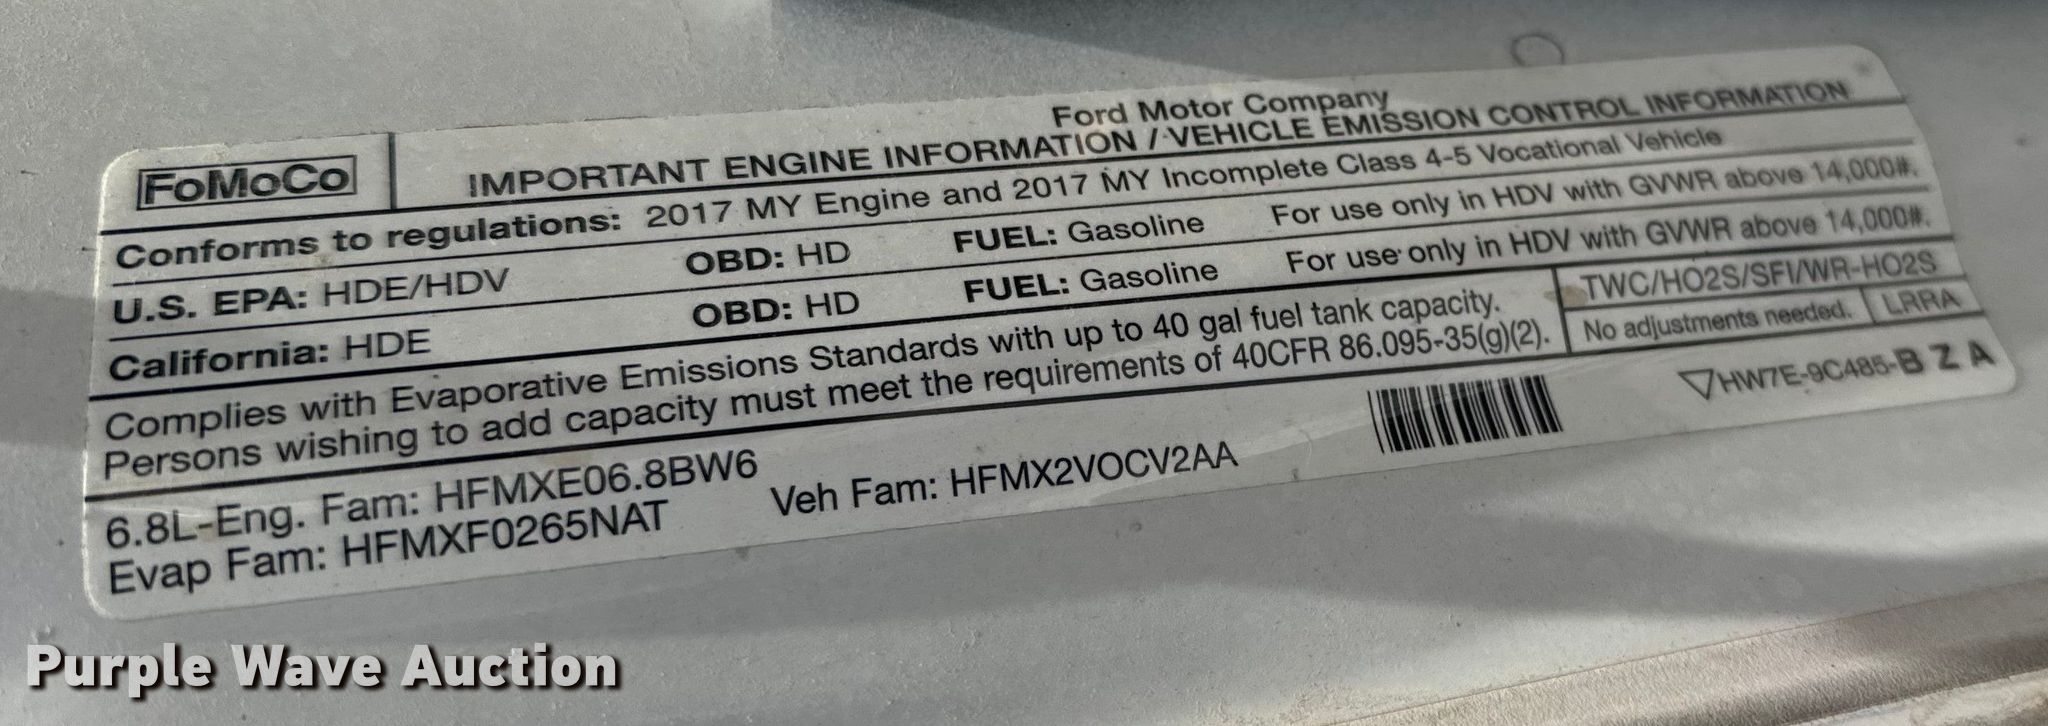 FoMoCo
Ford Motor Company
IMPORTANT ENGINE INFORMATION / VEHICLE EMISSION CONTROL INFORMATION
Conforms to regulations: 2017 MY Engine and 2017 MY Incomplete Class 4-5 Vocational Vehicle
U.S. EPA: HDE/HDV OBD: HD FUEL: Gasoline For use only in HDV with GVWR above 14,000#.
California: HDE OBD: HD FUEL: Gasoline For use only in HDV with GVWR above 14,000#.
Complies with Evaporative Emissions Standards with up to 40 gal fuel tank capacity.
Persons wishing to add capacity must meet the requirements of 40CFR 86.095-35(g)(2).
TWC/HO2S/SFI/WR-HO2S
No adjustments needed. LRRA
HW7E-9C485-B Z A
6.8L-Eng. Fam: HFMXE06.8BW6
Evap Fam: HFMXF0265NAT
Veh Fam: HFMX2VOCV2AA
Purple Wave Auction